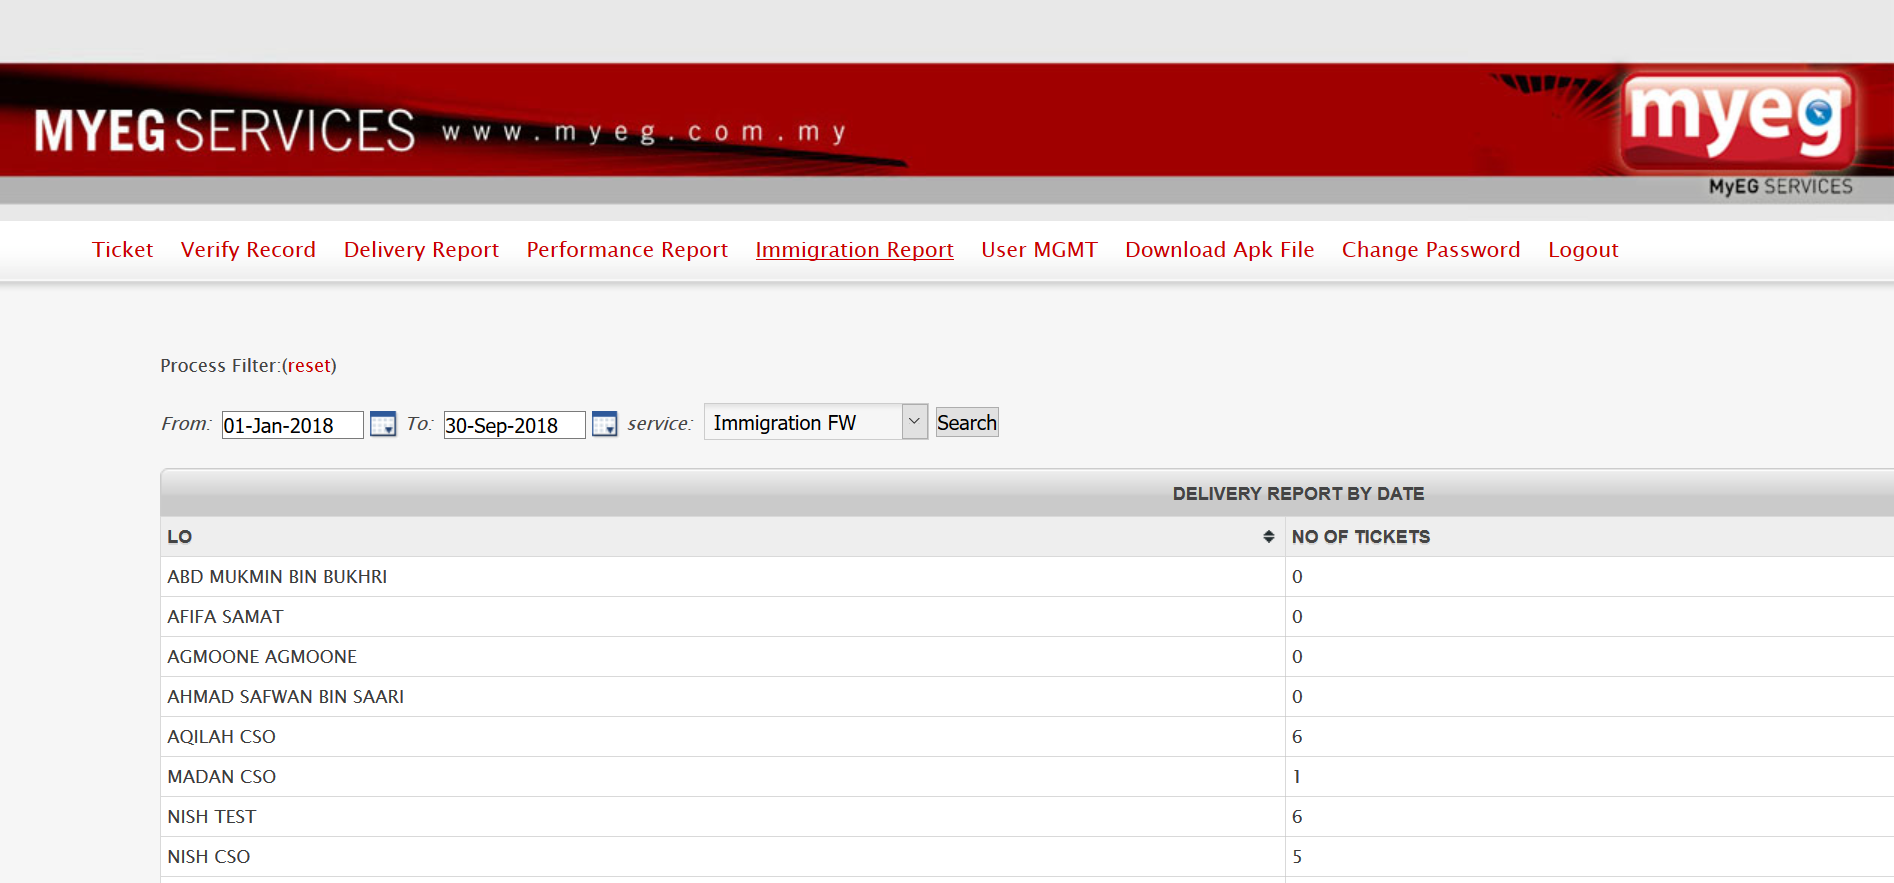 MYEG SERVICES www.myeg.com.my
myeg
MyEG SERVICES
Ticket Verify Record Delivery Report Performance Report Immigration Report User MGMT Download Apk File Change Password Logout
Process Filter:(reset)
From: 01-Jan-2018 To: 30-Sep-2018 service: Immigration FW Search
DELIVERY REPORT BY DATE
LO NO OF TICKETS
ABD MUKMIN BIN BUKHRI 0
AFIFA SAMAT 0
AGMOONE AGMOONE 0
AHMAD SAFWAN BIN SAARI 0
AQILAH CSO 6
MADAN CSO 1
NISH TEST 6
NISH CSO 5